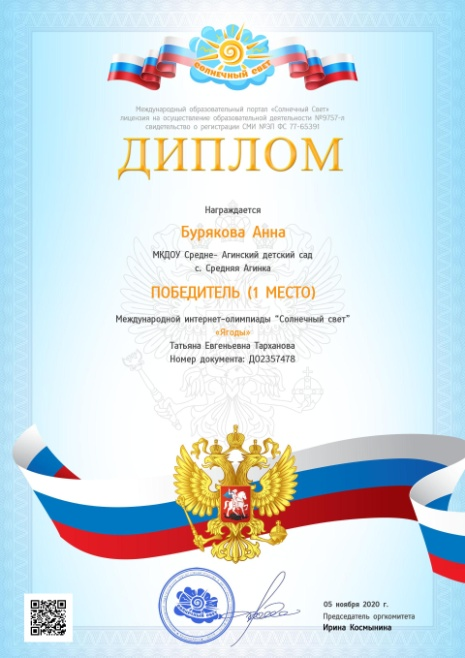 СОЛНЕЧНЫЙ СВЕТ
Международный образовательный портал «Солнечный Свет»
лицензия на осуществление образовательной деятельности №9757-л
свидетельство о регистрации СМИ №ЭЛ ФС 77-65391
ДИПЛОМ
Награждается
Бурякова Анна
МКДОУ Средне- Агинский детский сад
с. Средняя Агинка
ПОБЕДИТЕЛЬ (1 МЕСТО)
Международной интернет-олимпиады "Солнечный свет"
«Ягоды»
Татьяна Евгеньевна Тарханова
Номер документа: ДО2357478
05 ноября 2020 г.
Председатель оргкомитета
Ирина Космынина